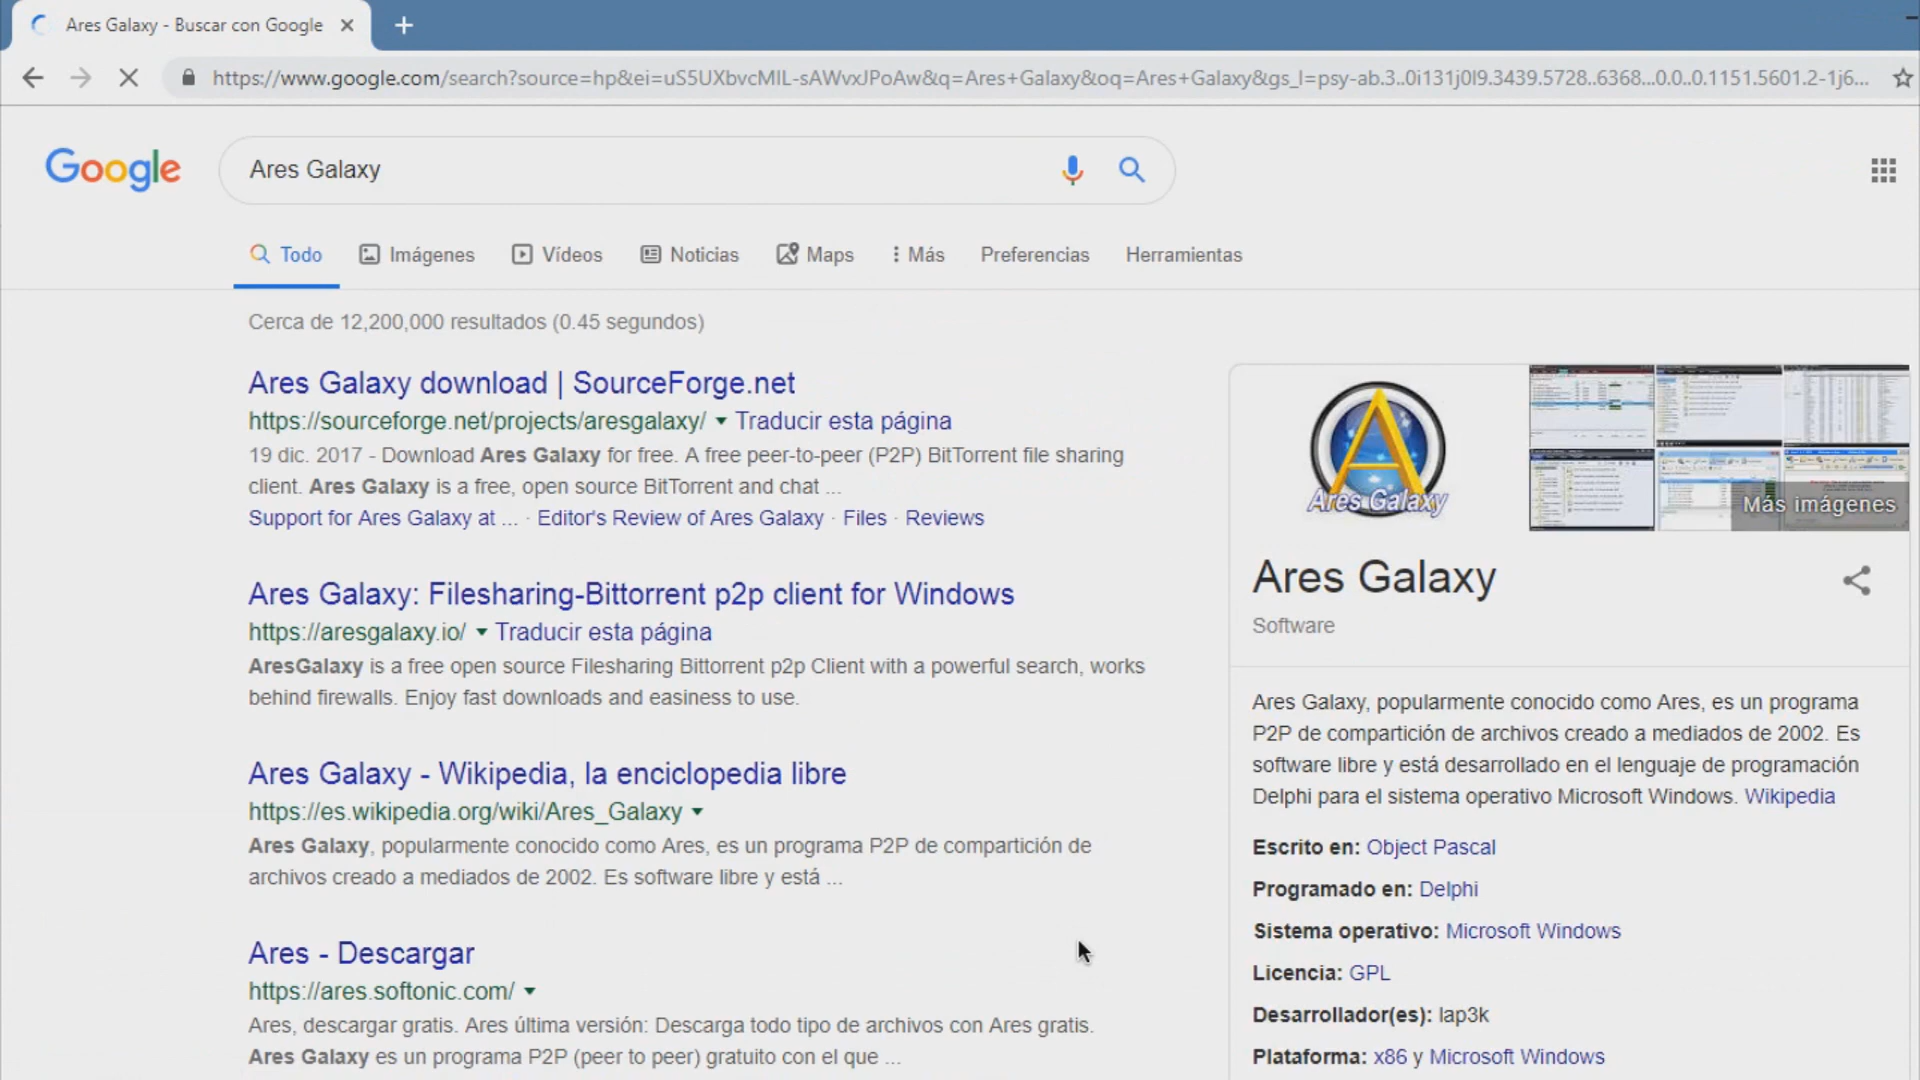 Ares Galaxy - Buscar con Google
https://www.google.com/search?source=hp&ei=uS5UXbvcMIL-sAWvxJPoAw&q=Ares+Galaxy&oq=Ares+Galaxy&gs_l=psy-ab.3..0i131j0l9.3439.5728..6368...0.0..0.1151.5601.2-1j6...
Google
Ares Galaxy
Todo Imágenes Vídeos Noticias Maps Más Preferencias Herramientas
Cerca de 12,200,000 resultados (0.45 segundos)
Ares Galaxy download | SourceForge.net
https://sourceforge.net/projects/aresgalaxy/ Traducir esta página
19 dic. 2017 - Download Ares Galaxy for free. A free peer-to-peer (P2P) BitTorrent file sharing
client. Ares Galaxy is a free, open source BitTorrent and chat ...
Support for Ares Galaxy at ... · Editor's Review of Ares Galaxy · Files · Reviews
Ares Galaxy: Filesharing-Bittorrent p2p client for Windows
https://aresgalaxy.io/ Traducir esta página
AresGalaxy is a free open source Filesharing Bittorrent p2p Client with a powerful search, works
behind firewalls. Enjoy fast downloads and easiness to use.
Ares Galaxy - Wikipedia, la enciclopedia libre
https://es.wikipedia.org/wiki/Ares_Galaxy
Ares Galaxy, popularmente conocido como Ares, es un programa P2P de compartición de
archivos creado a mediados de 2002. Es software libre y está ...
Ares - Descargar
https://ares.softonic.com/
Ares, descargar gratis. Ares última versión: Descarga todo tipo de archivos con Ares gratis.
Ares Galaxy es un programa P2P (peer to peer) gratuito con el que ...
Ares Galaxy
Más imágenes
Ares Galaxy
Software
Ares Galaxy, popularmente conocido como Ares, es un programa
P2P de compartición de archivos creado a mediados de 2002. Es
software libre y está desarrollado en el lenguaje de programación
Delphi para el sistema operativo Microsoft Windows. Wikipedia
Escrito en: Object Pascal
Programado en: Delphi
Sistema operativo: Microsoft Windows
Licencia: GPL
Desarrollador(es): lap3k
Plataforma: x86 y Microsoft Windows